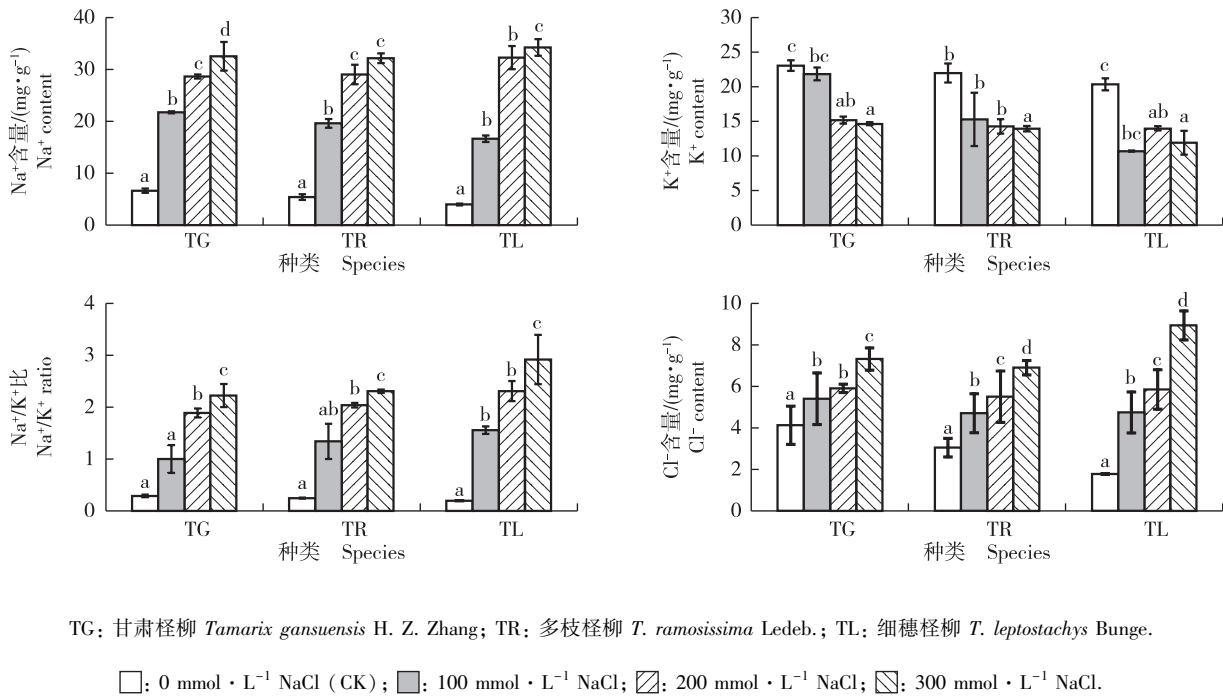 40
30
20
10
0
Na⁺含量/(mg•g⁻¹)
Na⁺ content
a b c d
a b c c
a b b c
TG TR TL
种类 Species
30
25
20
15
10
5
0
K⁺含量/(mg•g⁻¹)
K⁺ content
c bc ab a
b b b a
c bc ab a
TG TR TL
种类 Species
4
3
2
1
0
Na⁺/K⁺比
Na⁺/K⁺ ratio
a a b c
a ab b c
a b b c
TG TR TL
种类 Species
10
8
6
4
2
0
Cl⁻含量/(mg•g⁻¹)
Cl⁻ content
a b b c
a b c d
a b c d
TG TR TL
种类 Species
TG: 甘肃柽柳 Tamarix gansuensis H. Z. Zhang; TR: 多枝柽柳 T. ramosissima Ledeb.; TL: 细穗柽柳 T. leptostachys Bunge.
: 0 mmol · L⁻¹ NaCl (CK); : 100 mmol · L⁻¹ NaCl; : 200 mmol · L⁻¹ NaCl; : 300 mmol · L⁻¹ NaCl.